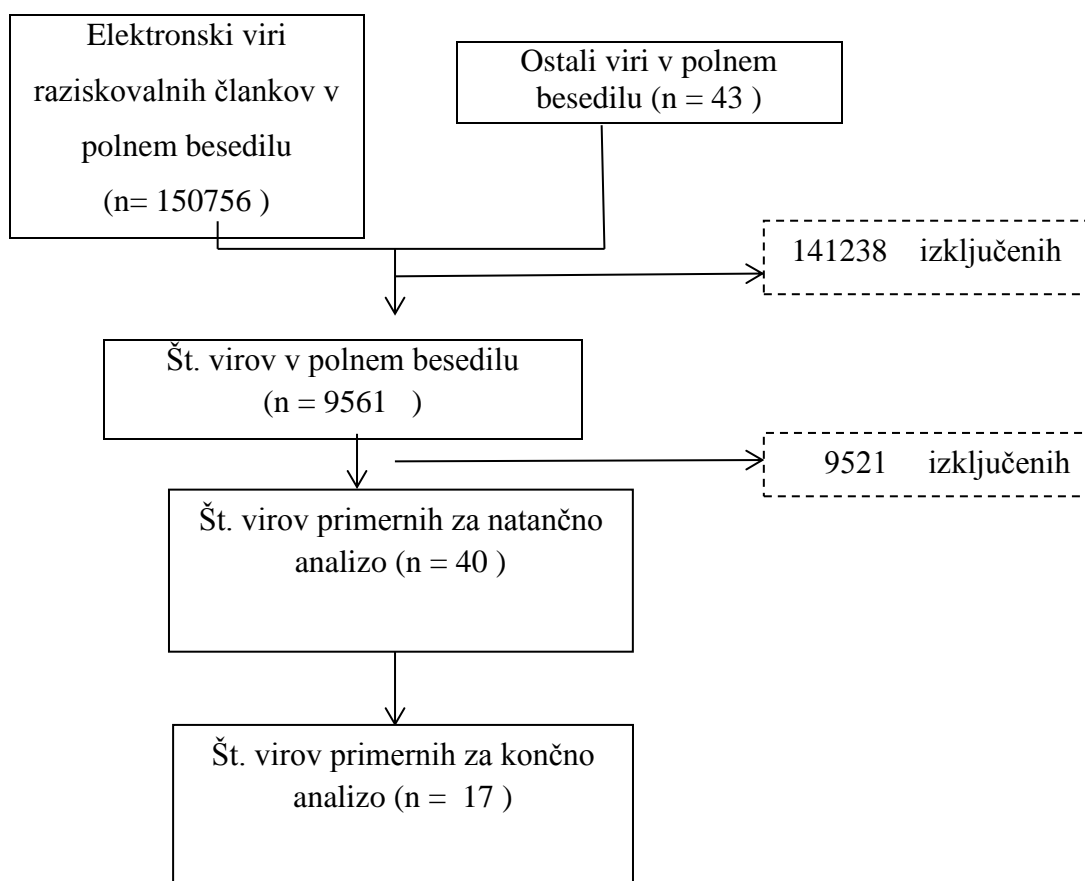 Elektronski viri
raziskovalnih člankov v
polnem besedilu
(n= 150756 )
Ostali viri v polnem
besedilu (n = 43 )
141238 izključenih
Št. virov v polnem besedilu
(n = 9561 )
9521 izključenih
Št. virov primernih za natančno
analizo (n = 40 )
Št. virov primernih za končno
analizo (n = 17 )